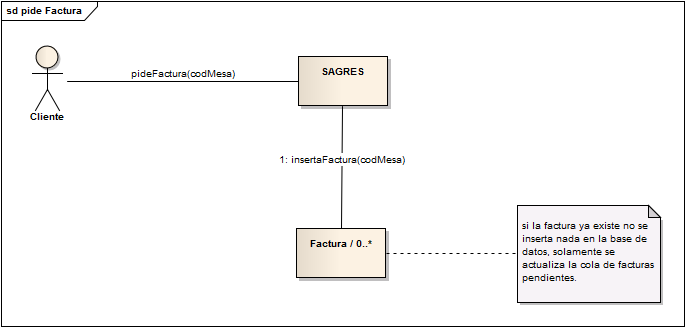 sd pide Factura
pideFactura(codMesa)
SAGRES
Cliente
1: insertaFactura(codMesa)
Factura / 0..*
si la factura ya existe no se
inserta nada en la base de
datos, solamente se
actualiza la cola de facturas
pendientes.